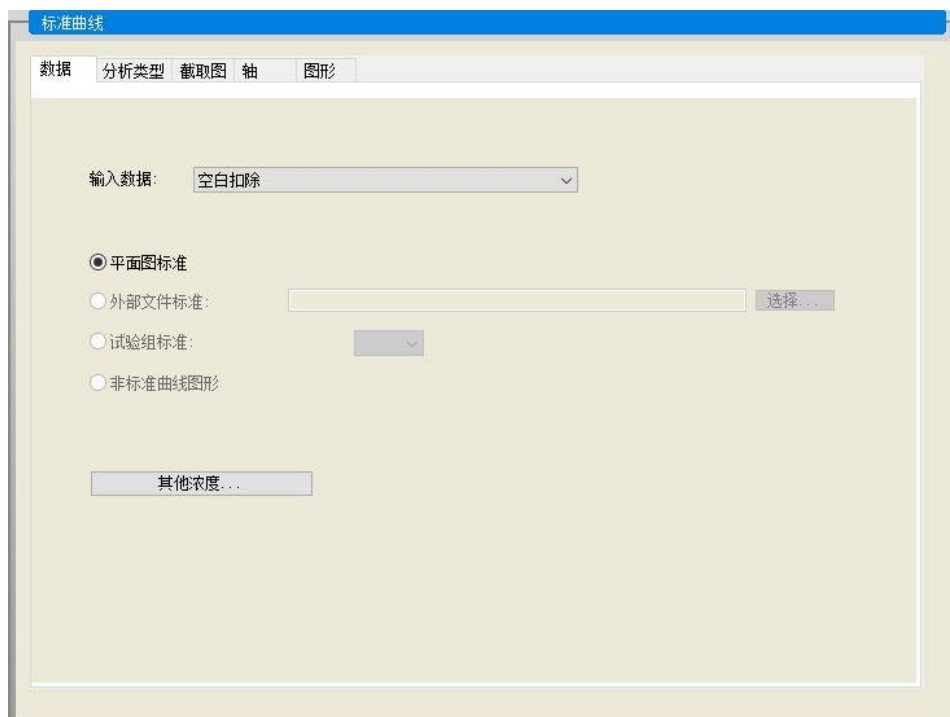 标准曲线
数据 分析类型 截取图 轴 图形
输入数据: 空白扣除
平面图标准
外部文件标准: 选择...
试验组标准:
非标准曲线图形
其他浓度...